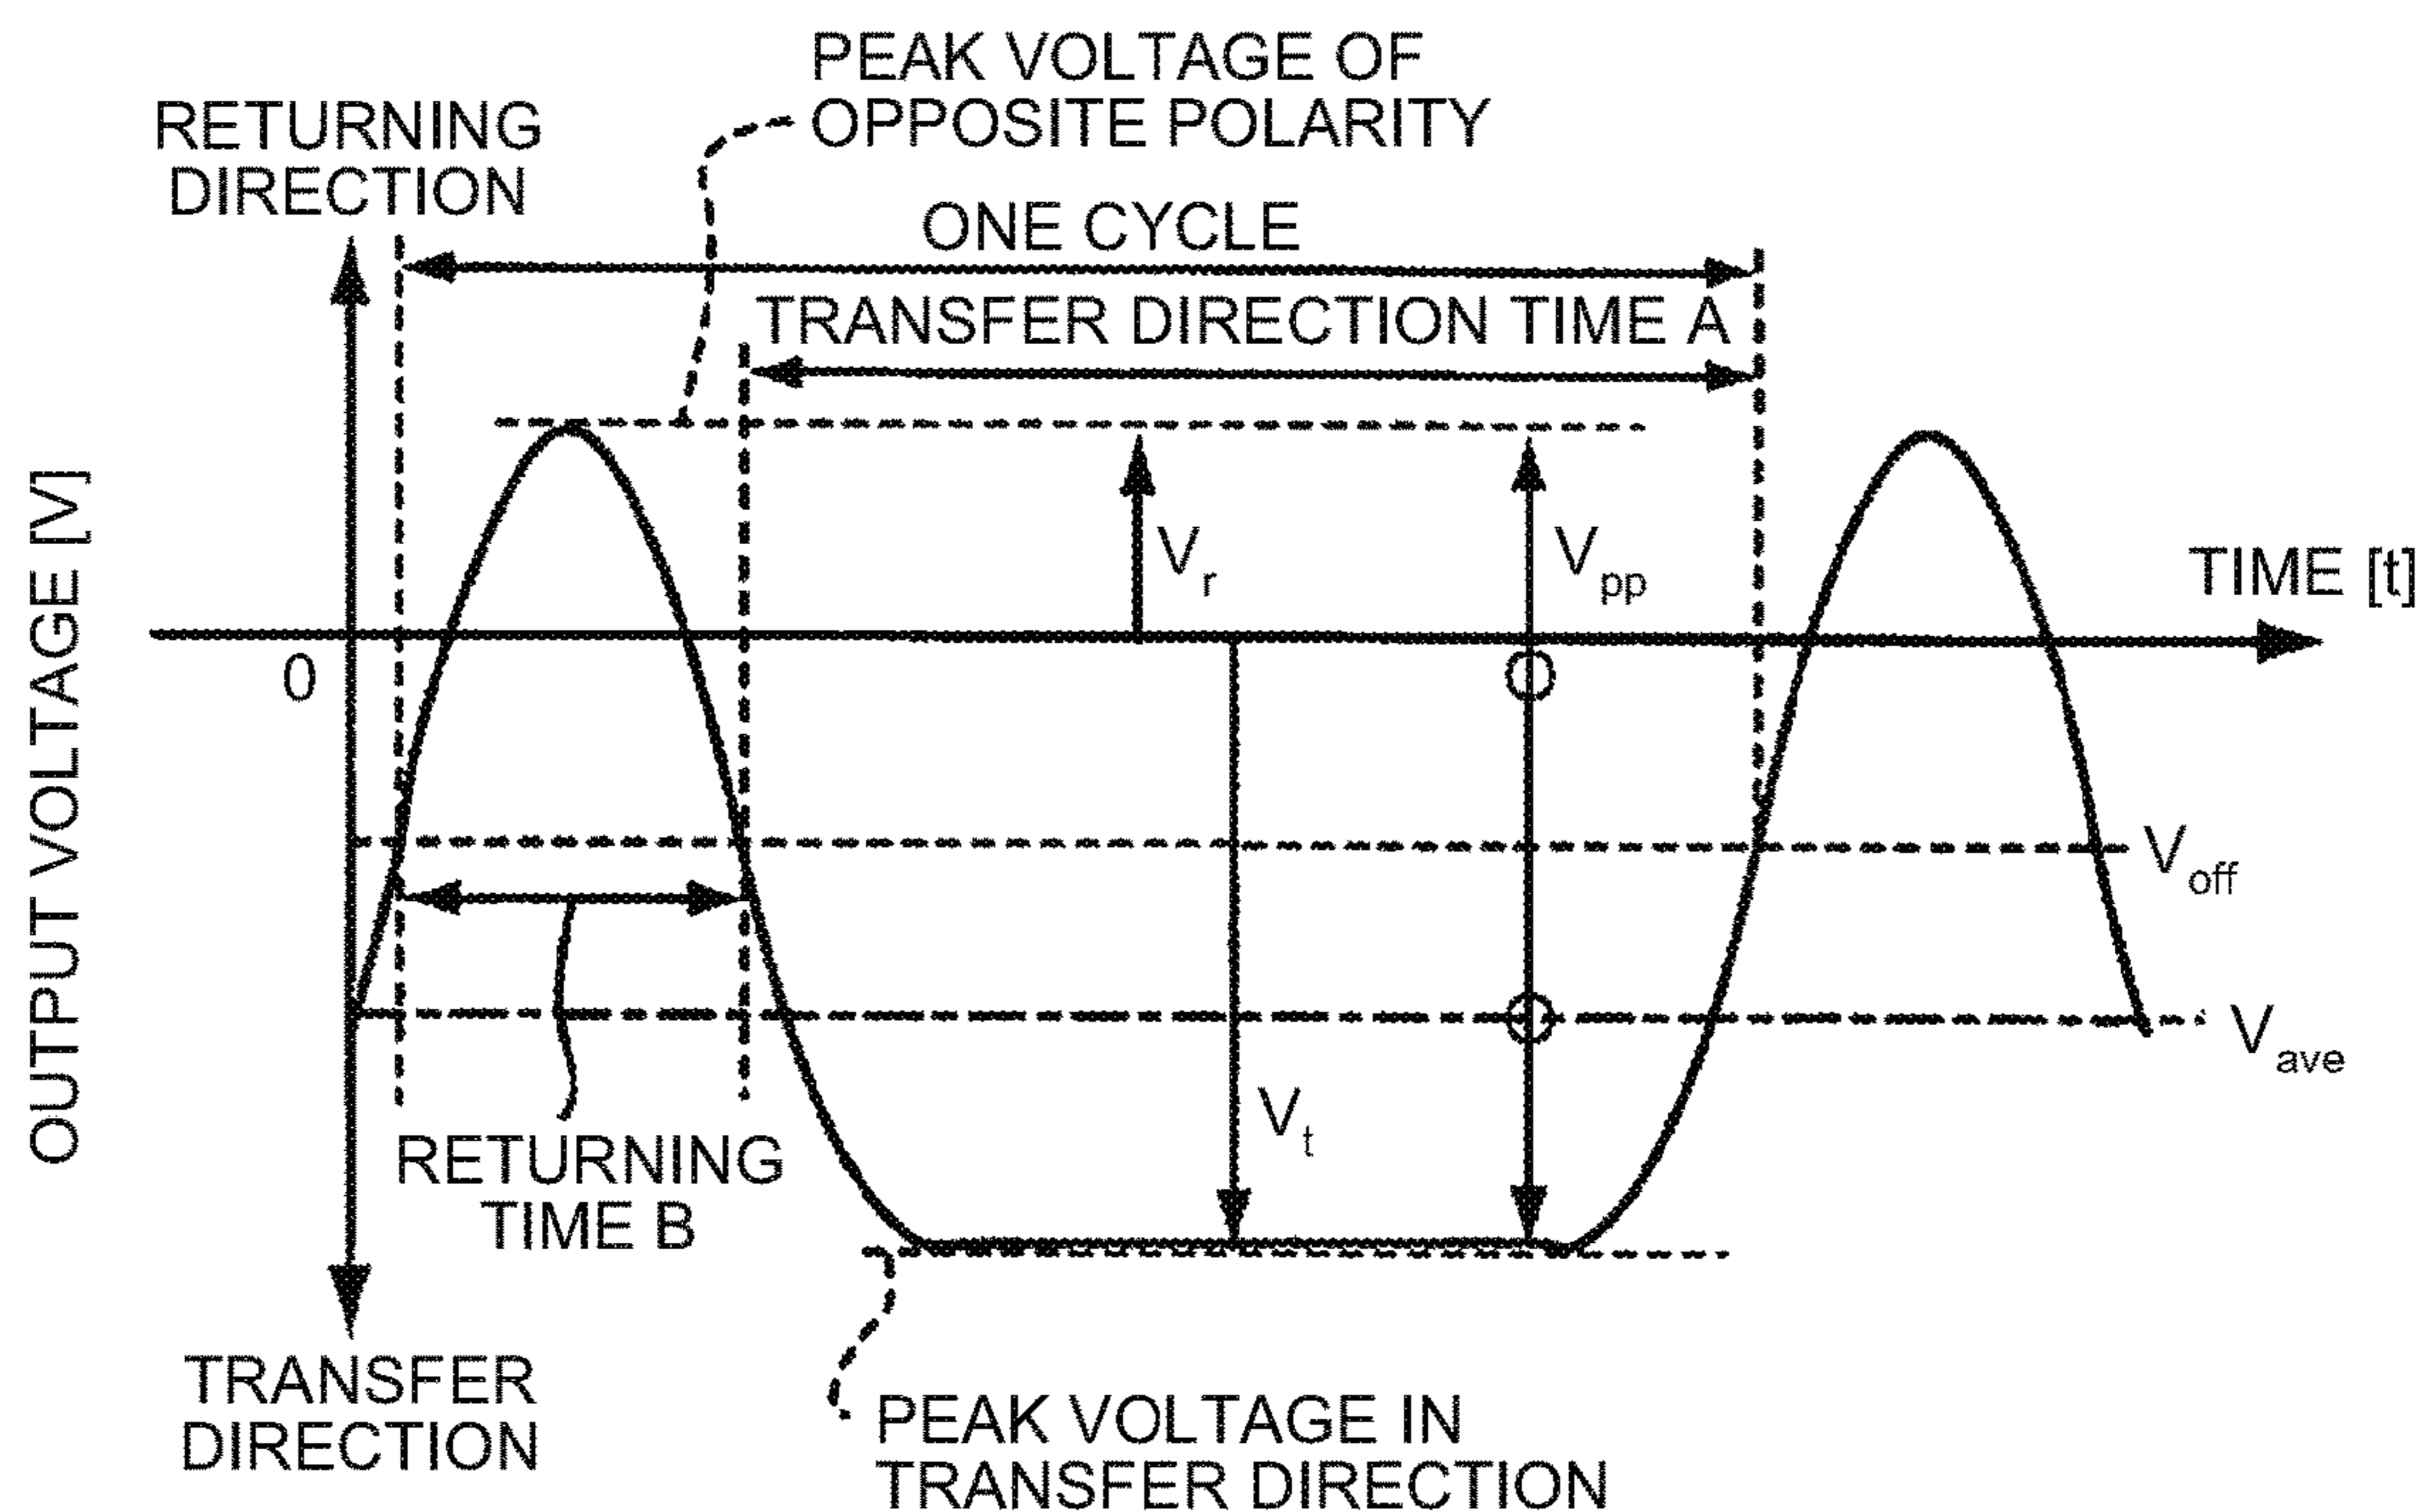 PEAK VOLTAGE OF
OPPOSITE POLARITY
RETURNING
DIRECTION
ONE CYCLE
TRANSFER DIRECTION TIME A
OUTPUT VOLTAGE [V]
Vr
Vpp
TIME [t]
0
Voff
Vave
Vt
RETURNING
TIME B
TRANSFER
DIRECTION
PEAK VOLTAGE IN
TRANSFER DIRECTION